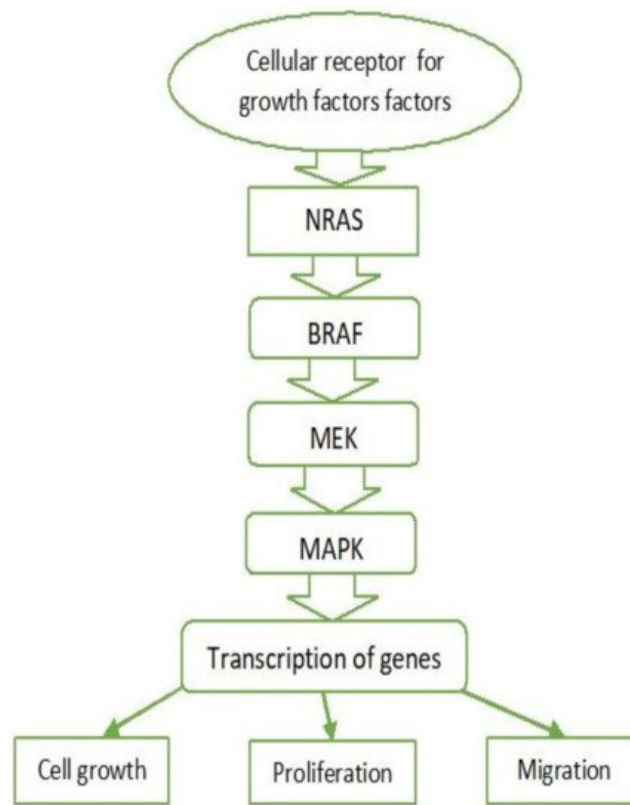 Cellular receptor for
growth factors factors
NRAS
BRAF
MEK
MAPK
Transcription of genes
Cell growth
Proliferation
Migration